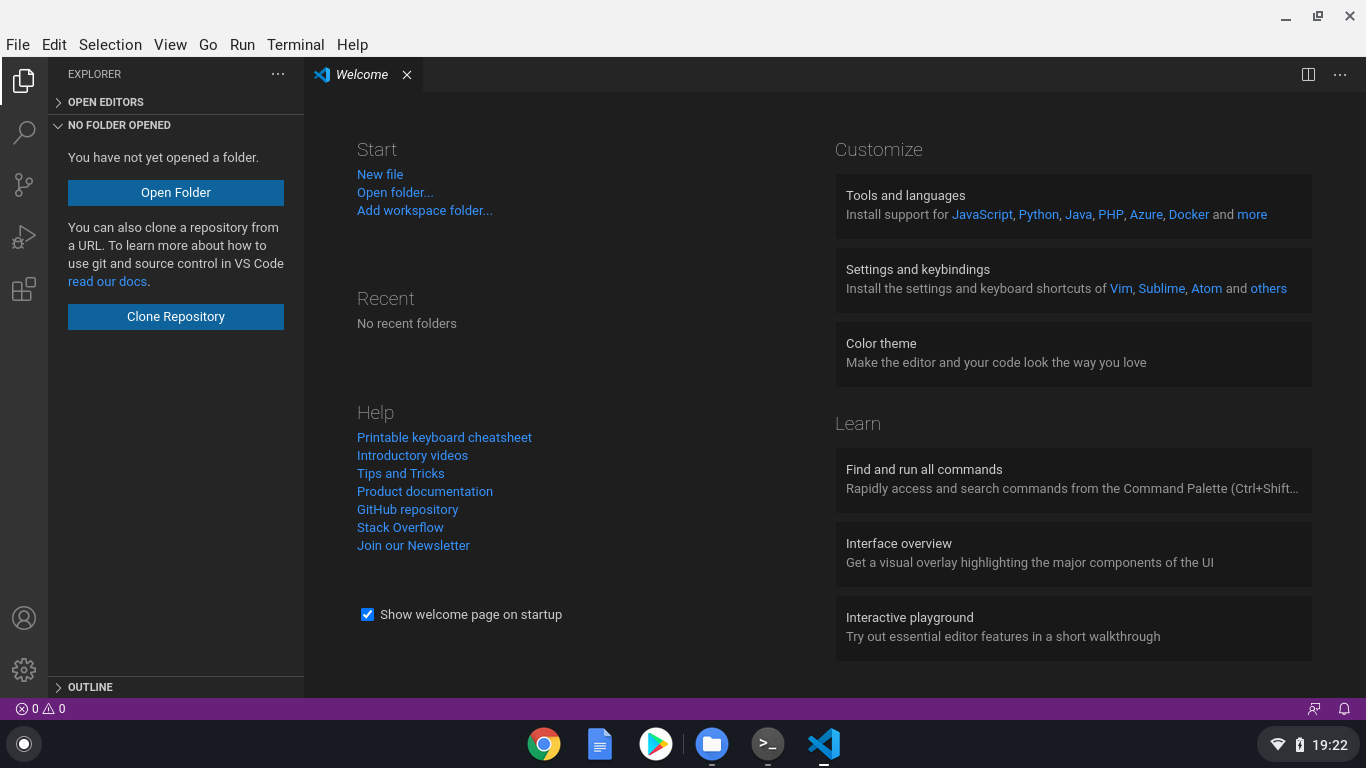 File Edit Selection View Go Run Terminal Help
EXPLORER
OPEN EDITORS
NO FOLDER OPENED
You have not yet opened a folder.
Open Folder
You can also clone a repository from
a URL. To learn more about how to
use git and source control in VS Code
read our docs.
Clone Repository
OUTLINE
Welcome
Start
New file
Open folder...
Add workspace folder...
Recent
No recent folders
Help
Printable keyboard cheatsheet
Introductory videos
Tips and Tricks
Product documentation
GitHub repository
Stack Overflow
Join our Newsletter
Show welcome page on startup
Customize
Tools and languages
Install support for JavaScript, Python, Java, PHP, Azure, Docker and more
Settings and keybindings
Install the settings and keyboard shortcuts of Vim, Sublime, Atom and others
Color theme
Make the editor and your code look the way you love
Learn
Find and run all commands
Rapidly access and search commands from the Command Palette (Ctrl+Shift...
Interface overview
Get a visual overlay highlighting the major components of the UI
Interactive playground
Try out essential editor features in a short walkthrough
0 0
19:22